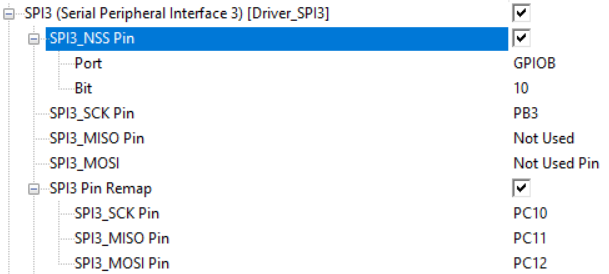 SPI3 (Serial Peripheral Interface 3) [Driver_SPI3]
SPI3_NSS Pin
Port GPIOB
Bit 10
SPI3_SCK Pin PB3
SPI3_MISO Pin Not Used
SPI3_MOSI Not Used Pin
SPI3 Pin Remap
SPI3_SCK Pin PC10
SPI3_MISO Pin PC11
SPI3_MOSI Pin PC12